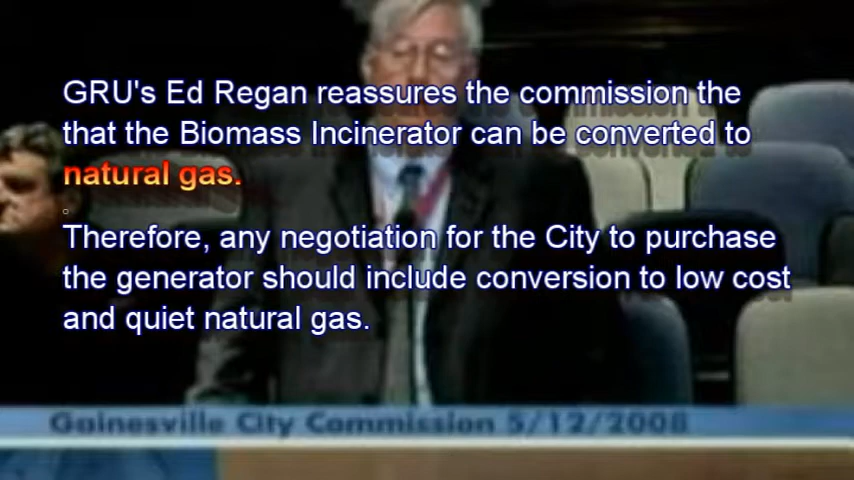 GRU's Ed Regan reassures the commission the
that the Biomass Incinerator can be converted to
natural gas.
Therefore, any negotiation for the City to purchase
the generator should include conversion to low cost
and quiet natural gas.
Gainesville City Commission 5/12/2008